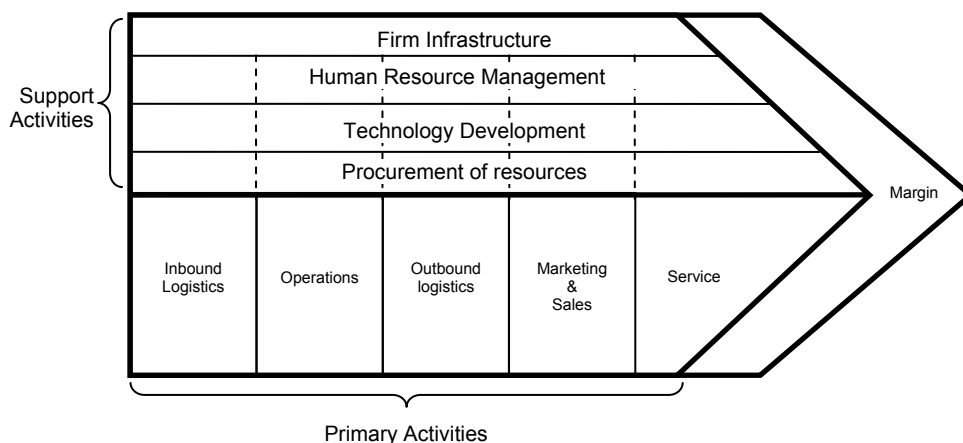 Firm Infrastructure
Human Resource Management
Support
Activities
Technology Development
Procurement of resources
Margin
Inbound
Logistics
Operations
Outbound
logistics
Marketing
&
Sales
Service
Primary Activities